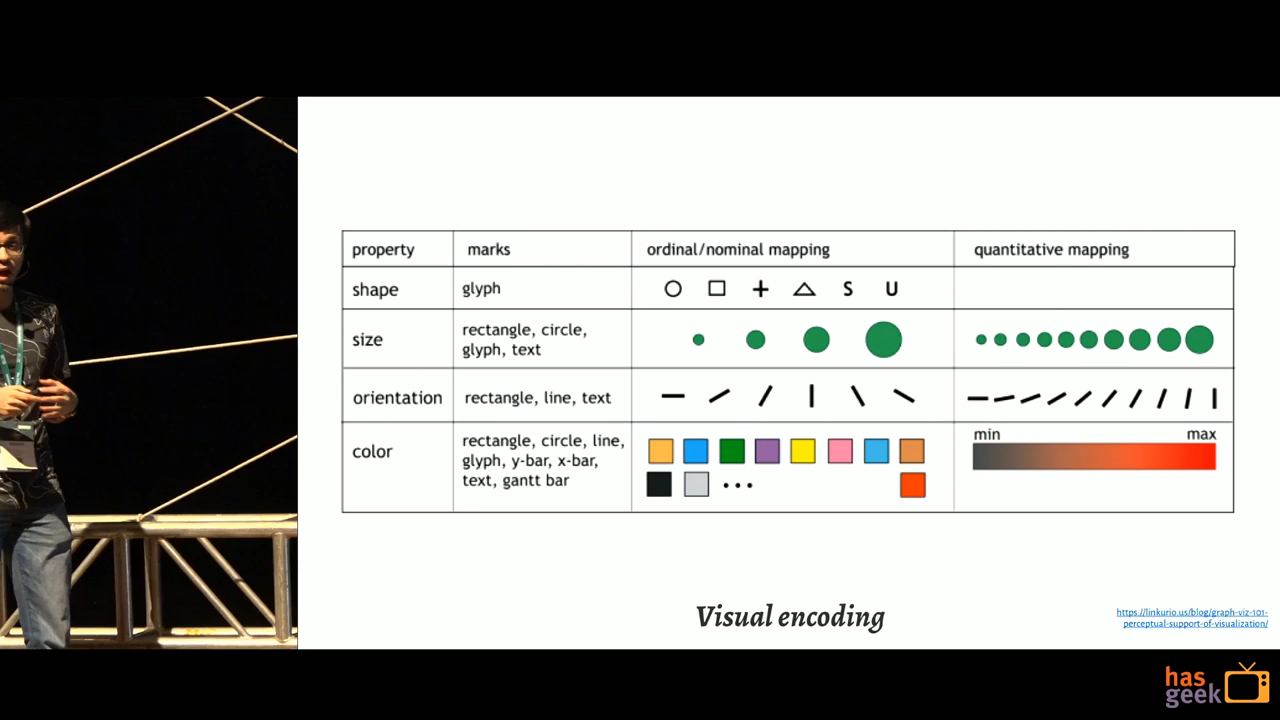 property marks ordinal/nominal mapping quantitative mapping
shape glyph S U
size rectangle, circle,
glyph, text
orientation rectangle, line, text
color rectangle, circle, line,
glyph, y-bar, x-bar,
text, gantt bar
min max
Visual encoding
https://linkurio.us/blog/graph-viz-101-
perceptual-support-of-visualization/
has
geek